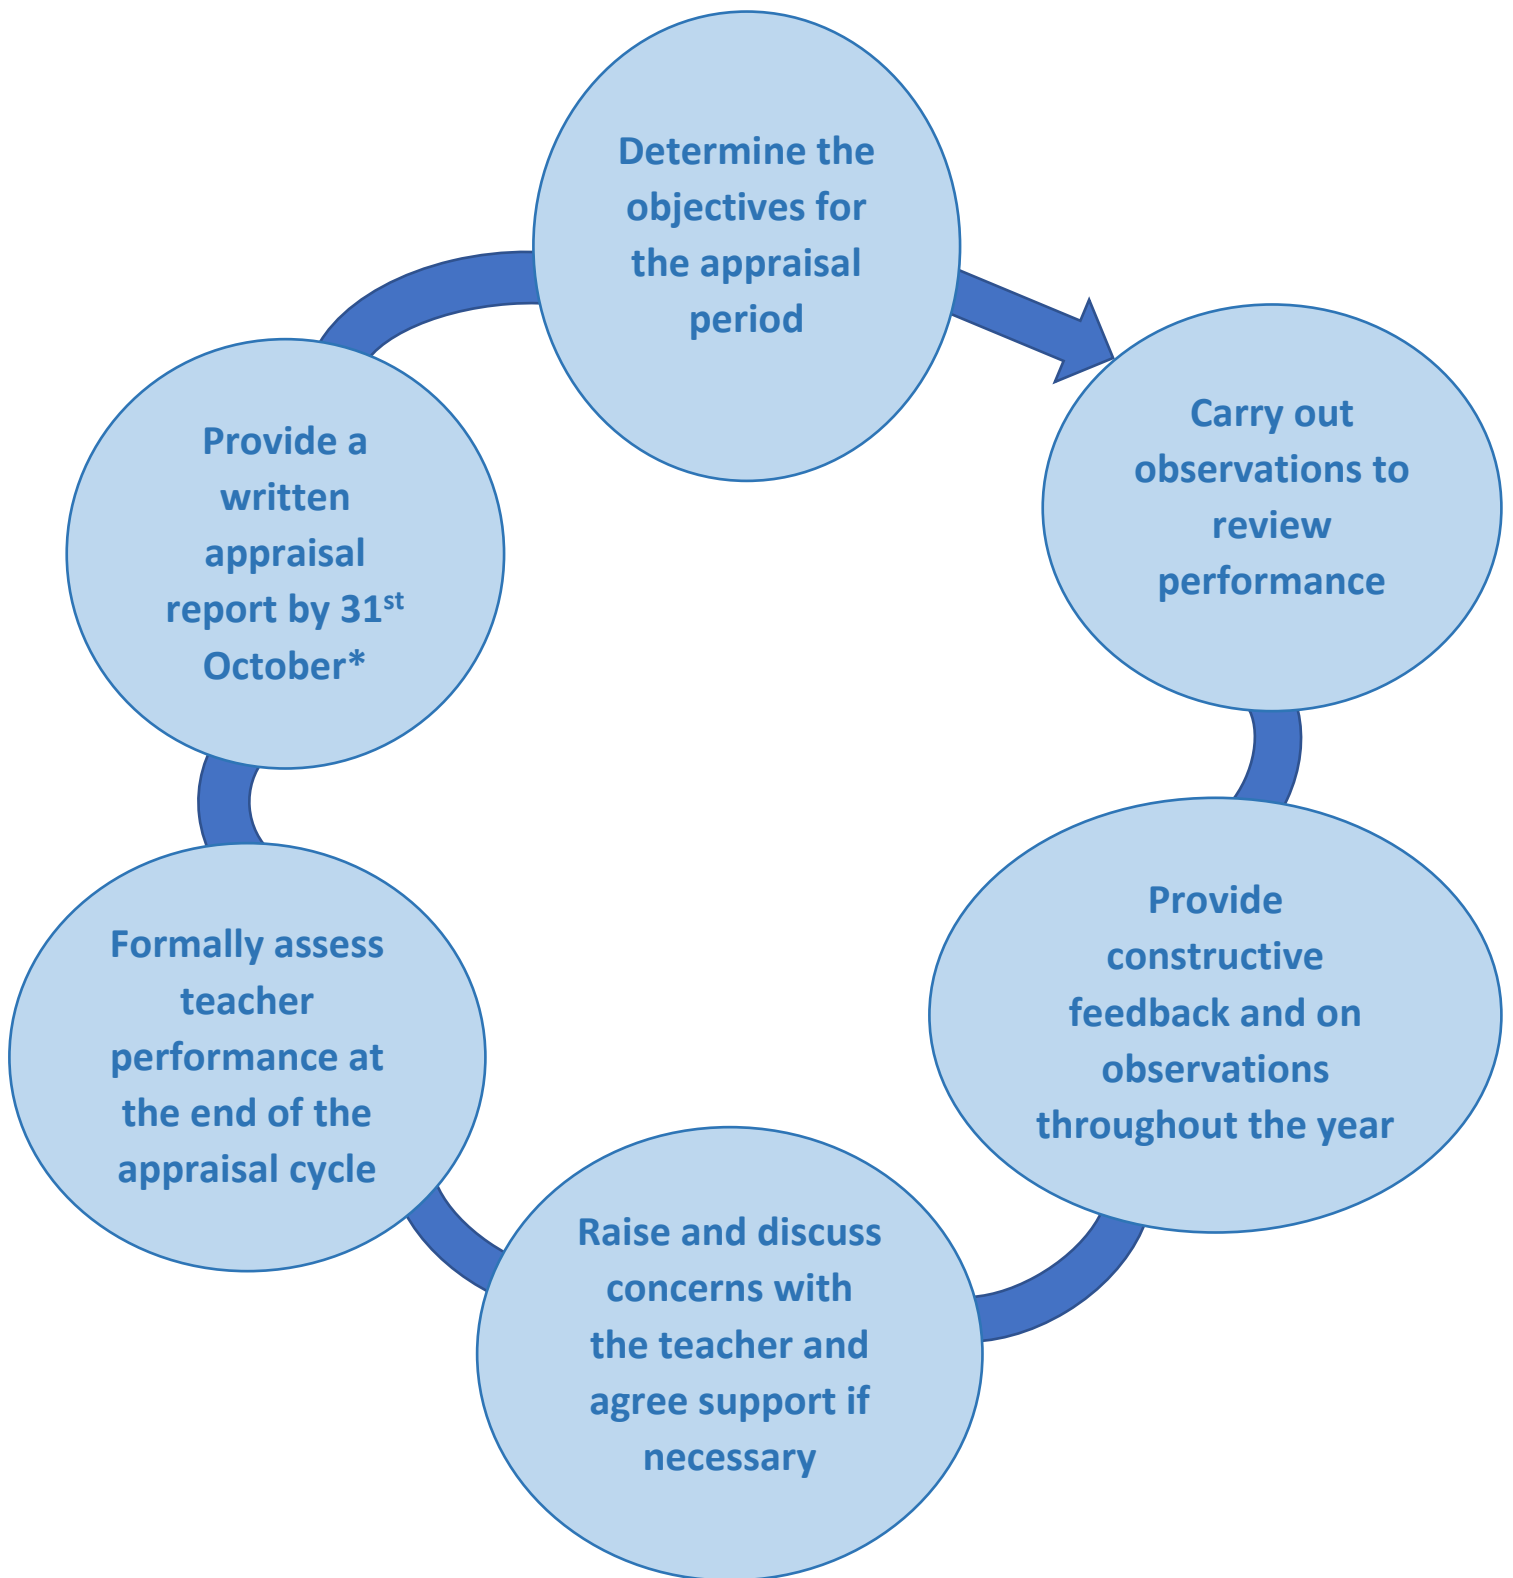 Determine the
objectives for
the appraisal
period
Carry out
observations to
review
performance
Provide
constructive
feedback and on
observations
throughout the year
Raise and discuss
concerns with
the teacher and
agree support if
necessary
Formally assess
teacher
performance at
the end of the
appraisal cycle
Provide a
written
appraisal
report by 31st
October*